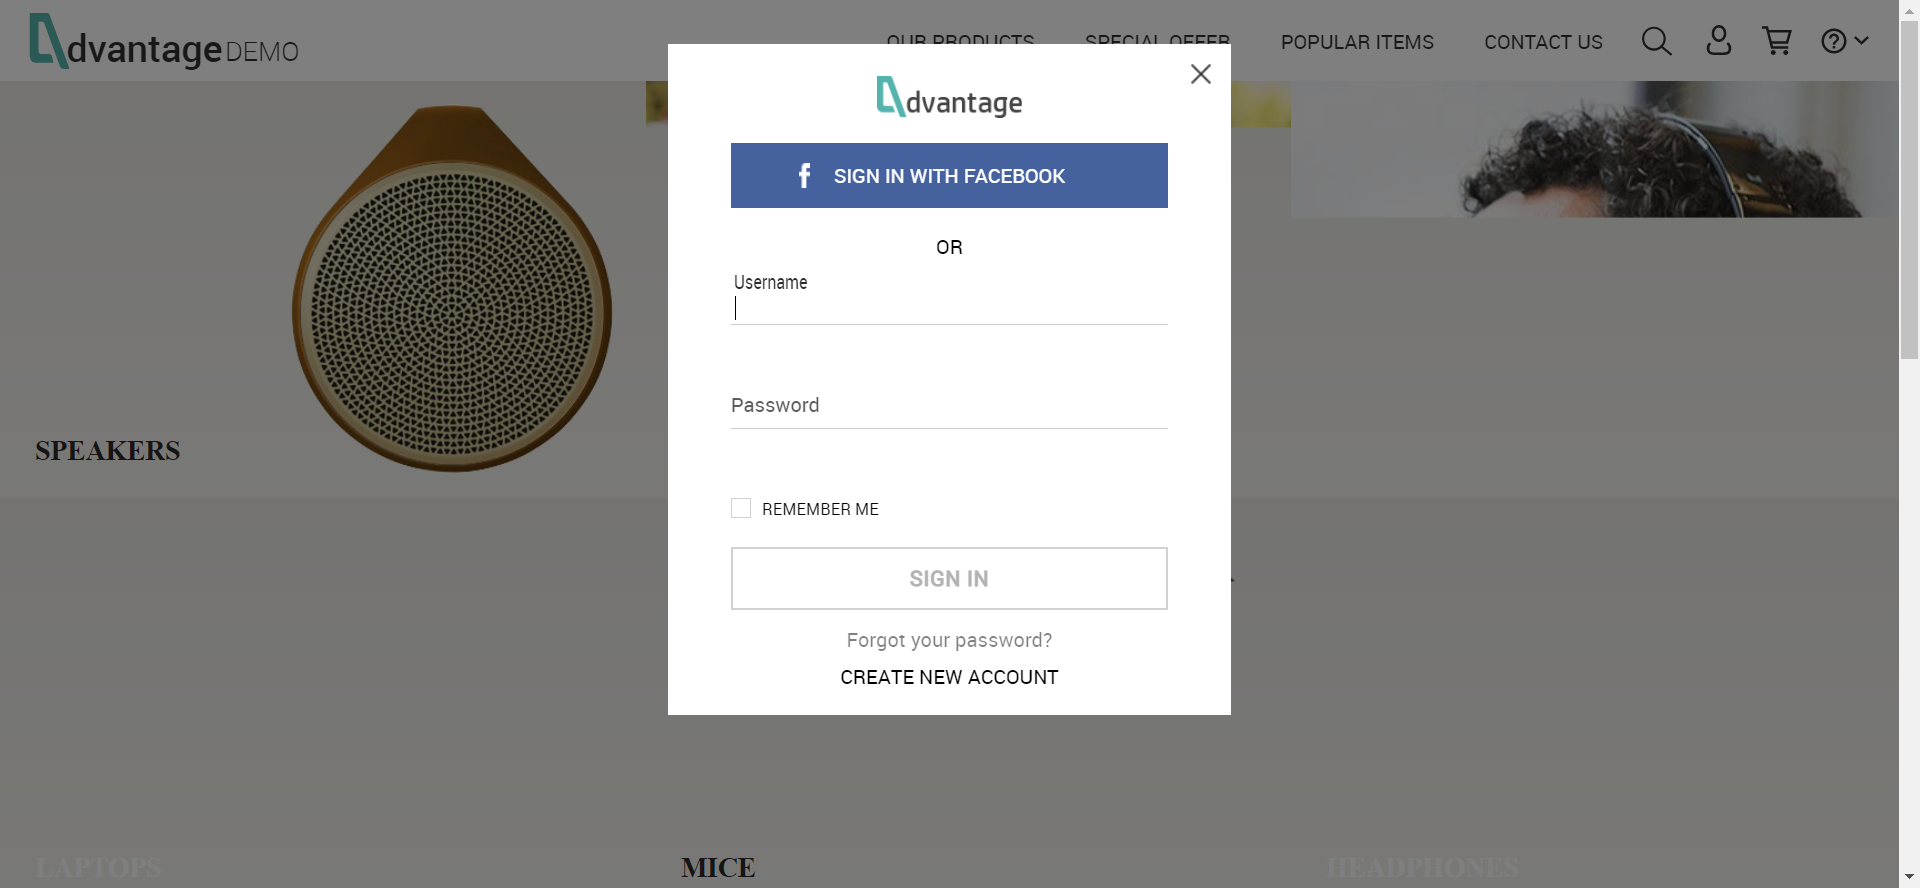 dvantage DEMO
OUR PRODUCTS SPECIAL OFFER POPULAR ITEMS CONTACT US
dvantage
SIGN IN WITH FACEBOOK
OR
Username
Password
REMEMBER ME
SIGN IN
Forgot your password?
CREATE NEW ACCOUNT
SPEAKERS
LAPTOPS
MICE
HEADPHONES